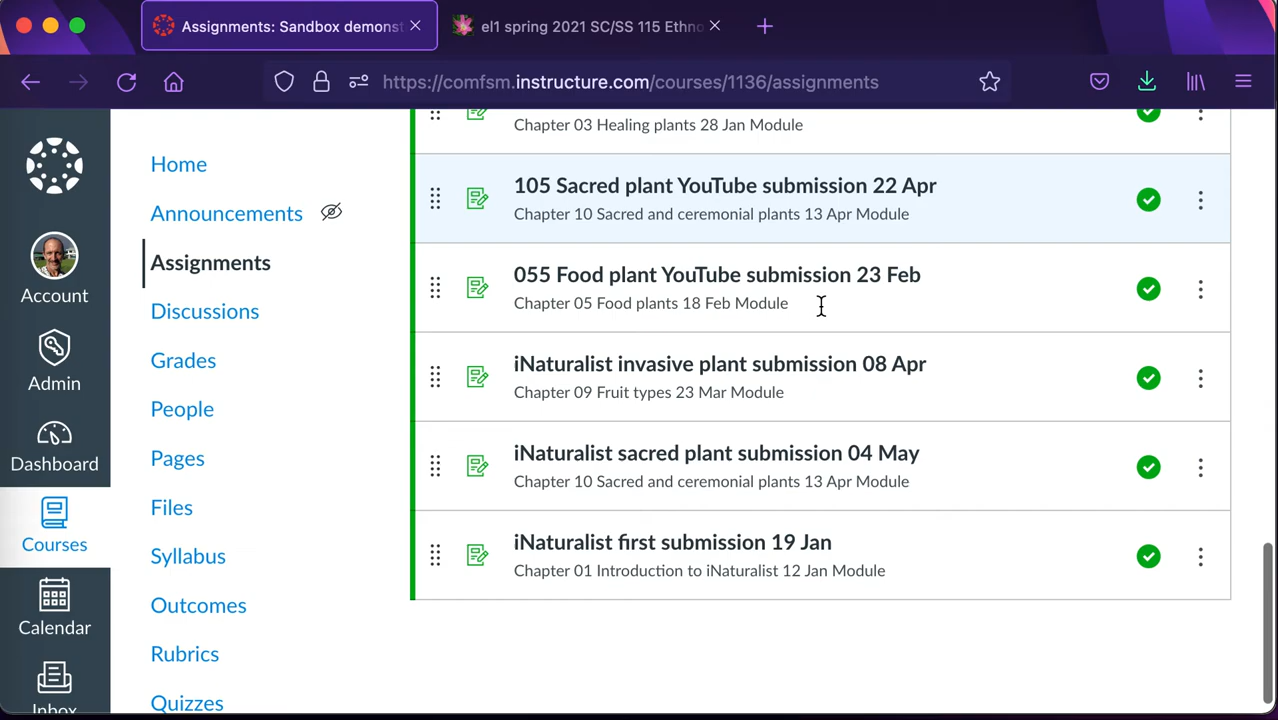 Assignments: Sandbox demonst
el1 spring 2021 SC/SS 115 Ethno
https://comfsm.instructure.com/courses/1136/assignments
Account
Admin
Dashboard
Courses
Calendar
Inbox
Home
Announcements
Assignments
Discussions
Grades
People
Pages
Files
Syllabus
Outcomes
Rubrics
Quizzes
Chapter 03 Healing plants 28 Jan Module
105 Sacred plant YouTube submission 22 Apr
Chapter 10 Sacred and ceremonial plants 13 Apr Module
055 Food plant YouTube submission 23 Feb
Chapter 05 Food plants 18 Feb Module
iNaturalist invasive plant submission 08 Apr
Chapter 09 Fruit types 23 Mar Module
iNaturalist sacred plant submission 04 May
Chapter 10 Sacred and ceremonial plants 13 Apr Module
iNaturalist first submission 19 Jan
Chapter 01 Introduction to iNaturalist 12 Jan Module